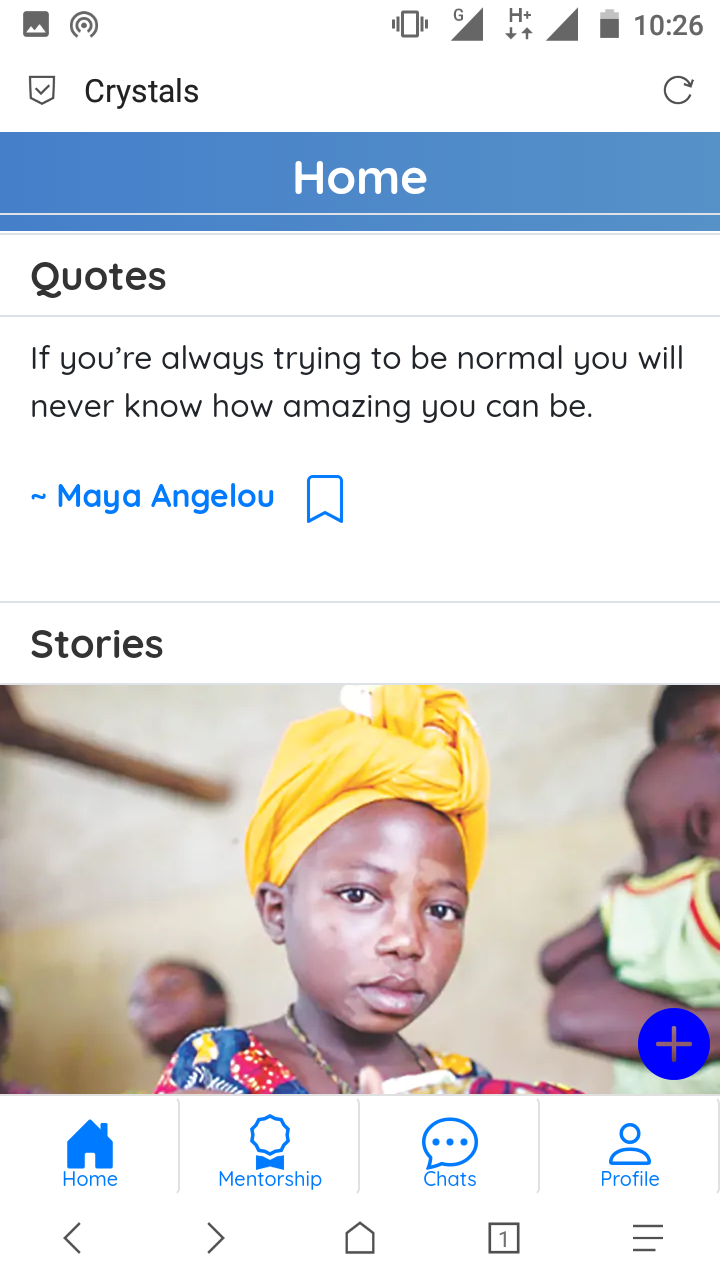 G H+ 10:26
Crystals
Home
Quotes
If you’re always trying to be normal you will
never know how amazing you can be.
~ Maya Angelou
Stories
Home Mentorship Chats Profile
1